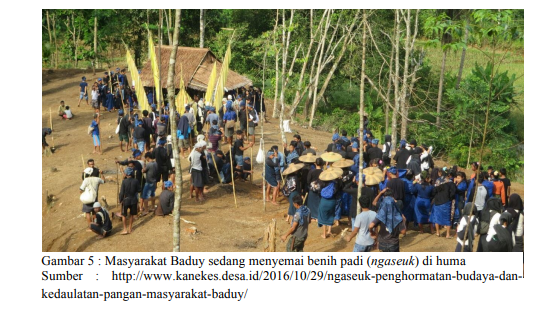 Gambar 5 : Masyarakat Baduy sedang menyemai benih padi (ngaseuk) di huma
Sumber : http://www.kanekes.desa.id/2016/10/29/ngaseuk-penghormatan-budaya-dan-
kedaulatan-pangan-masyarakat-baduy/